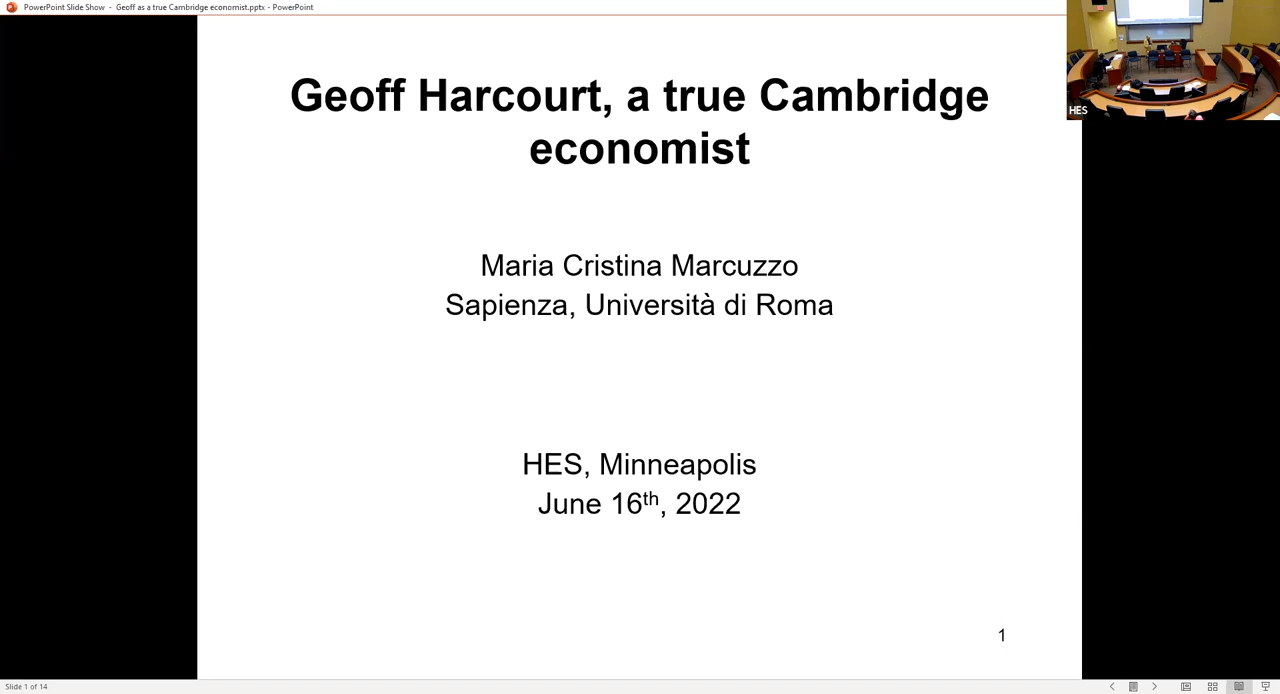 PowerPoint Slide Show - Geoff as a true Cambridge economist.pptx - PowerPoint
HES
Geoff Harcourt, a true Cambridge
economist
Maria Cristina Marcuzzo
Sapienza, Università di Roma
HES, Minneapolis
June 16th, 2022
1
Slide 1 of 14